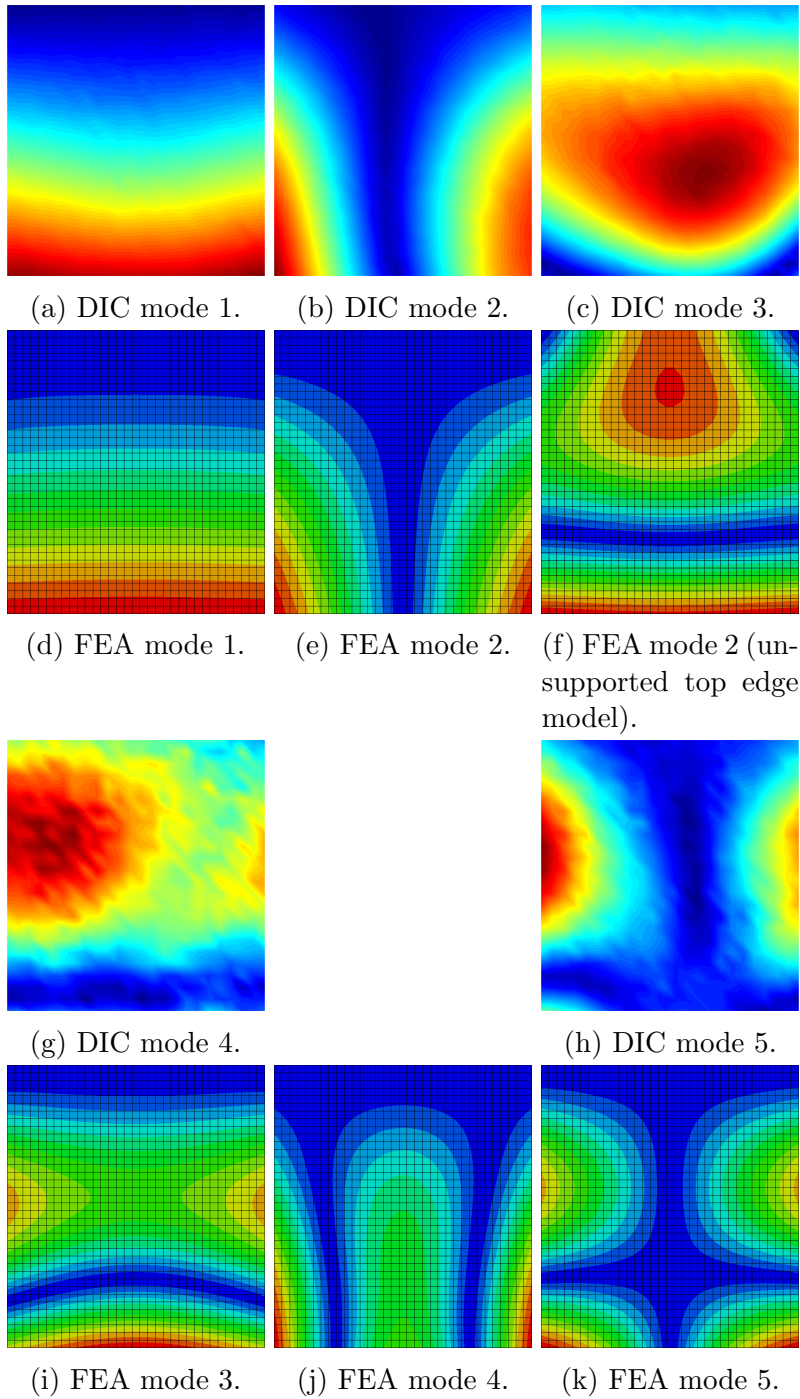 (a) DIC mode 1.
(b) DIC mode 2.
(c) DIC mode 3.
(d) FEA mode 1.
(e) FEA mode 2.
(f) FEA mode 2 (un-
supported top edge
model).
(g) DIC mode 4.
(h) DIC mode 5.
(i) FEA mode 3.
(j) FEA mode 4.
(k) FEA mode 5.